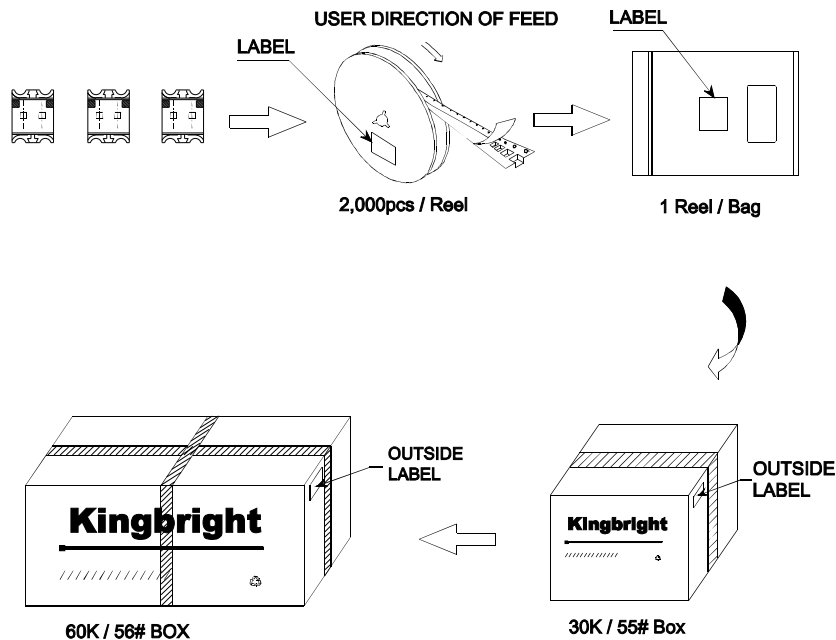 USER DIRECTION OF FEED
LABEL
LABEL
2,000pcs / Reel
1 Reel / Bag
OUTSIDE
LABEL
Kingbright
60K / 56# BOX
OUTSIDE
LABEL
Kingbright
30K / 55# Box